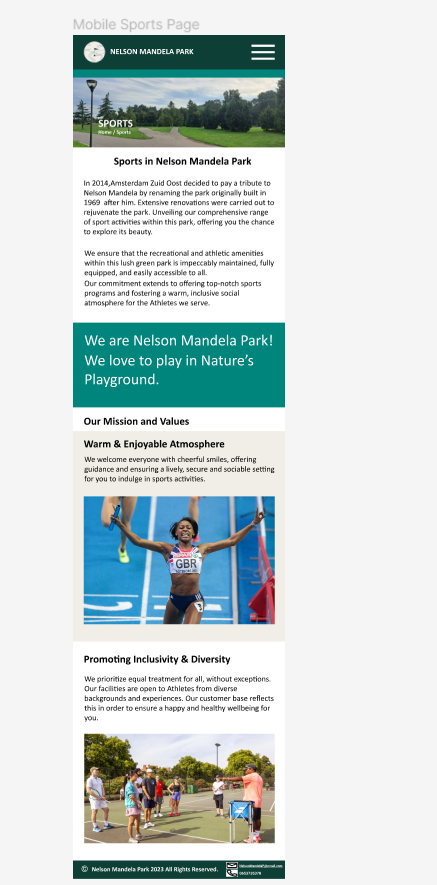 Mobile Sports Page
NELSON MANDELA PARK
SPORTS
Home / Sports
Sports in Nelson Mandela Park
In 2014,Amsterdam Zuid Oost decided to pay a tribute to
Nelson Mandela by renaming the park originally built in
1969 after him. Extensive renovations were carried out to
rejuvenate the park. Unveiling our comprehensive range
of sport activities within this park, offering you the chance
to explore its beauty.
We ensure that the recreational and athletic amenities
within this lush green park is impeccably maintained, fully
equipped, and easily accessible to all.
Our commitment extends to offering top-notch sports
programs and fostering a warm, inclusive social
atmosphere for the Athletes we serve.
We are Nelson Mandela Park!
We love to play in Nature’s
Playground.
Our Mission and Values
Warm & Enjoyable Atmosphere
We welcome everyone with cheerful smiles, offering
guidance and ensuring a lively, secure and sociable setting
for you to indulge in sports activities.
GBR
Promoting Inclusivity & Diversity
We prioritize equal treatment for all, without exceptions.
Our facilities are open to Athletes from diverse
backgrounds and experiences. Our customer base reflects
this in order to ensure a happy and healthy wellbeing for
you.
© Nelson Mandela Park 2023 All Rights Reserved.